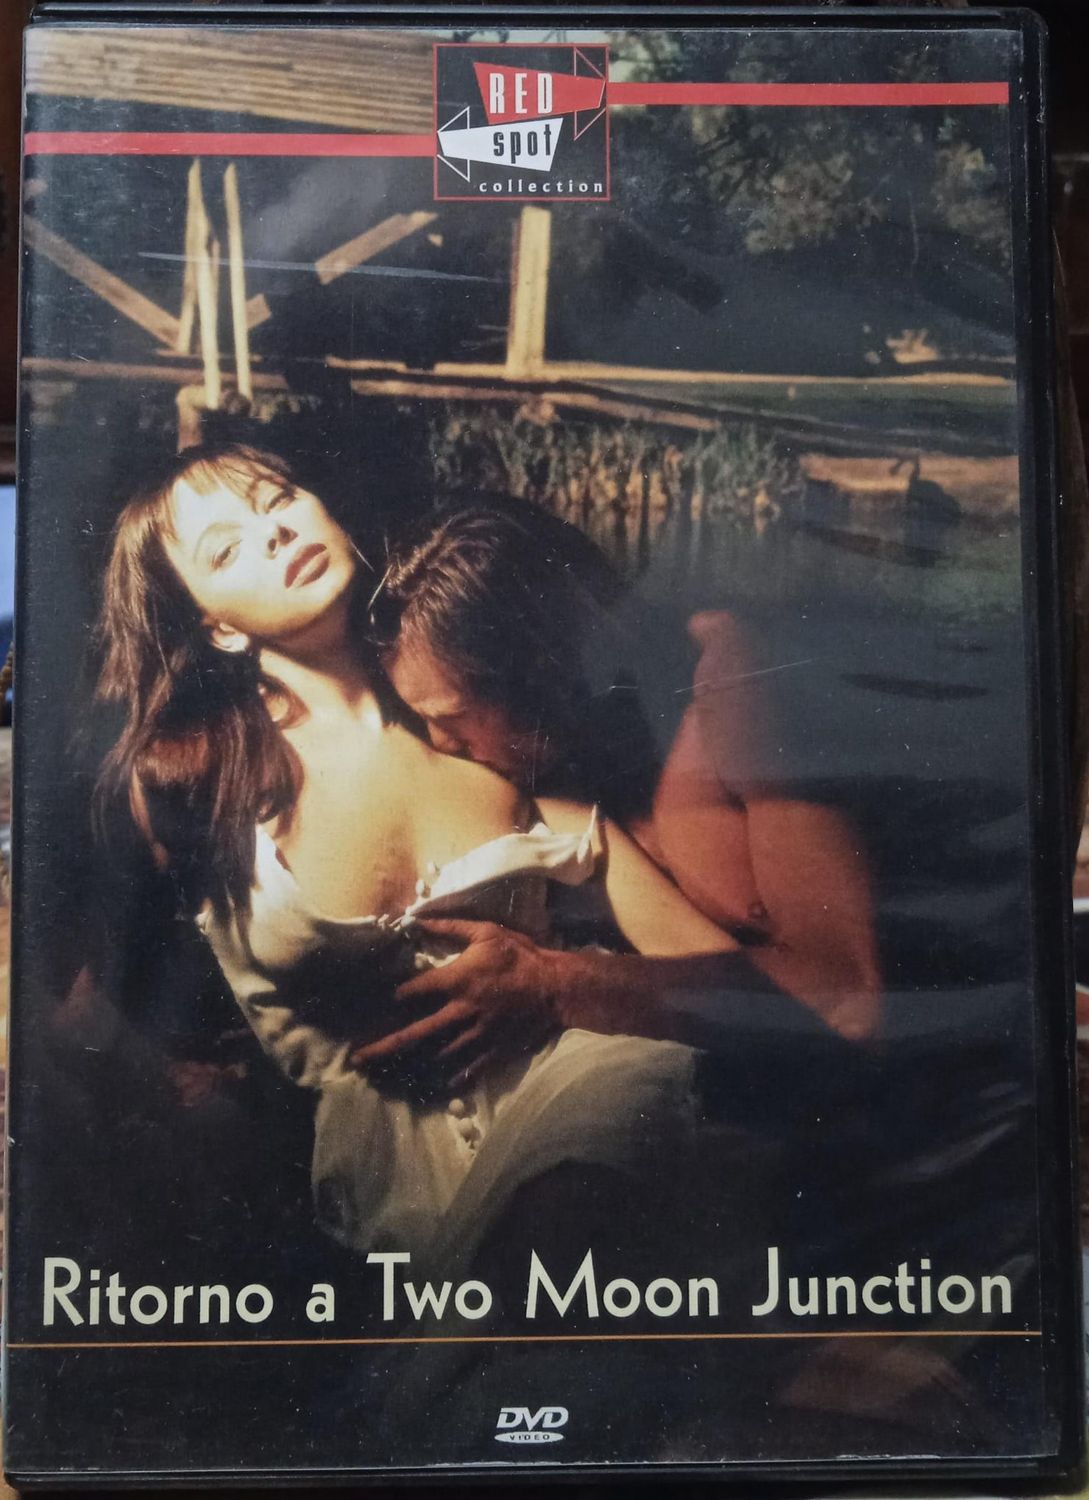 RED
spot
collection
Ritorno a Two Moon Junction
DVD
VIDEO